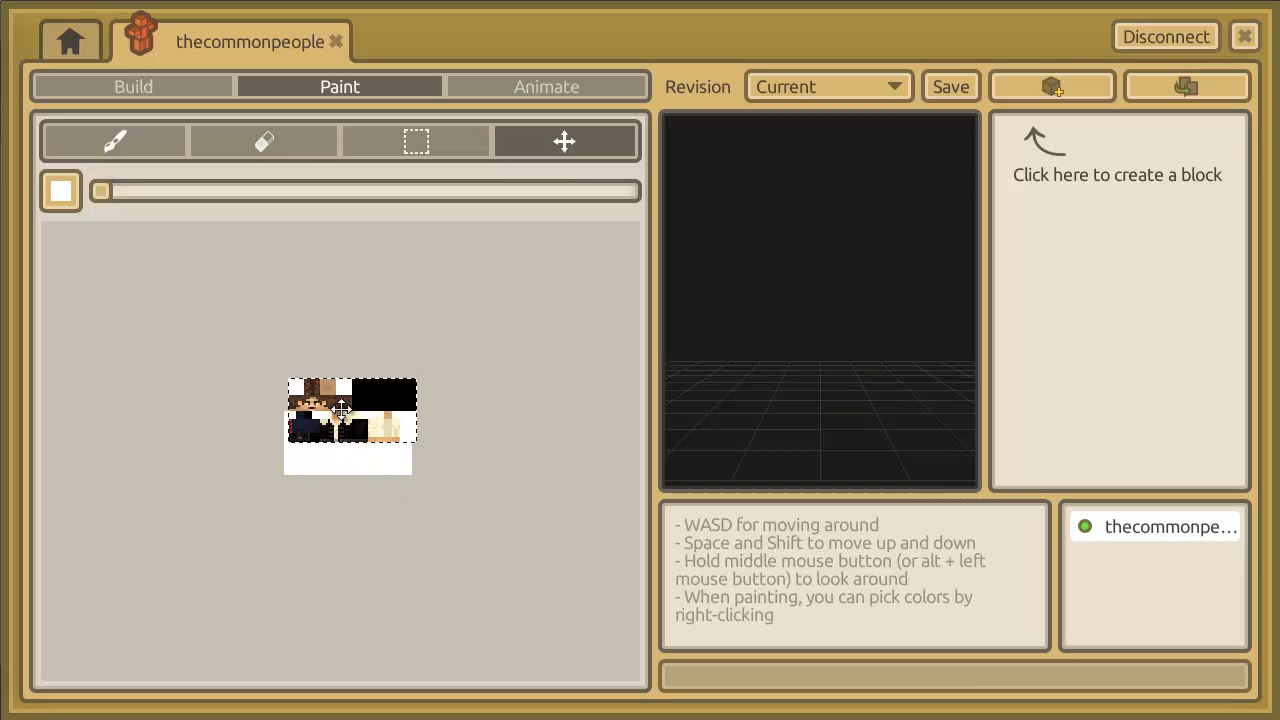 thecommonpeople
Disconnect
Build
Paint
Animate
Revision
Current
Save
Click here to create a block
- WASD for moving around
- Space and Shift to move up and down
- Hold middle mouse button (or alt + left
mouse button) to look around
- When painting, you can pick colors by
right-clicking
thecommonpe...